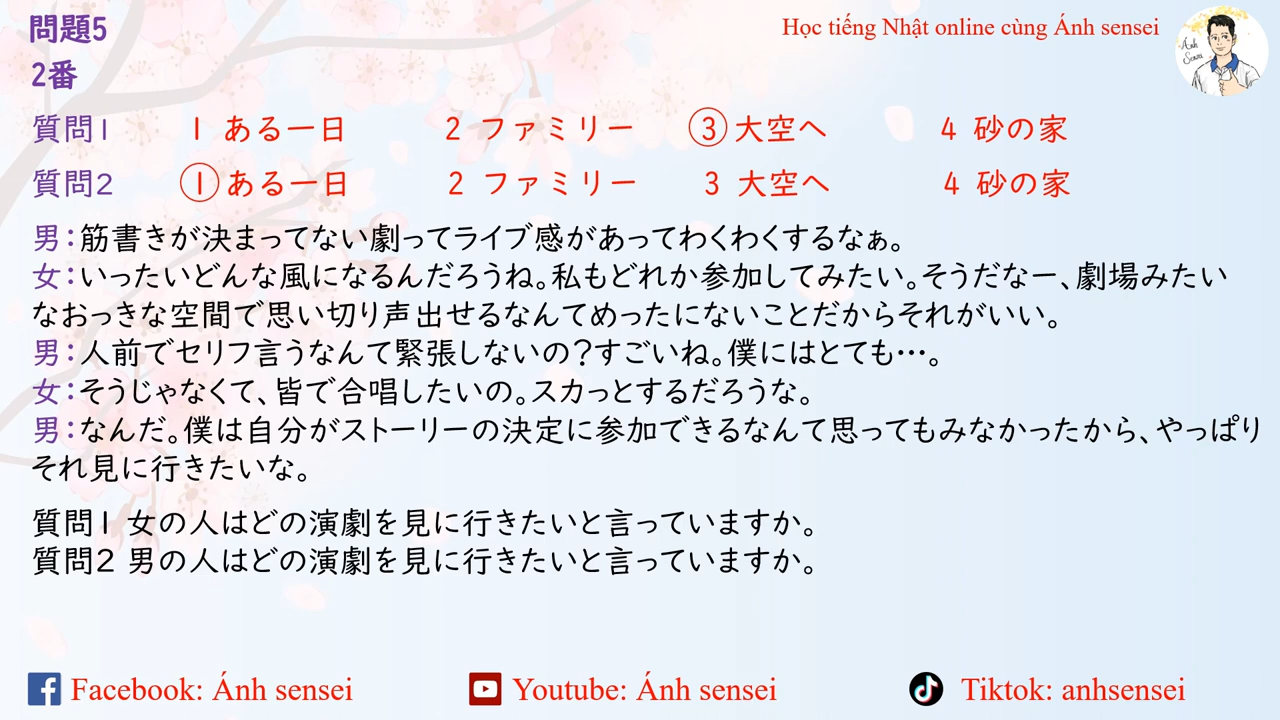 問題5
Học tiếng Nhật online cùng Ánh sensei
Ánh Sensei
2番
質問1 1 ある一日 2 ファミリー ③ 大空へ 4 砂の家
質問2 ① ある一日 2 ファミリー 3 大空へ 4 砂の家
男:筋書きが決まってない劇ってライブ感があってわくわくするなぁ。
女:いったいどんな風になるんだろうね。私もどれか参加してみたい。そうだなー、劇場みたい
なおっきな空間で思い切り声出せるなんてめったにないことだからそれがいい。
男:人前でセリフ言うなんて緊張しないの?すごいね。僕にはとても…。
女:そうじゃなくて、皆で合唱したいの。スカっとするだろうな。
男:なんだ。僕は自分がストーリーの決定に参加できるなんて思ってもみなかったから、やっぱり
それ見に行きたいな。
質問1 女の人はどの演劇を見に行きたいと言っていますか。
質問2 男の人はどの演劇を見に行きたいと言っていますか。
Facebook: Ánh sensei Youtube: Ánh sensei Tiktok: anhsensei